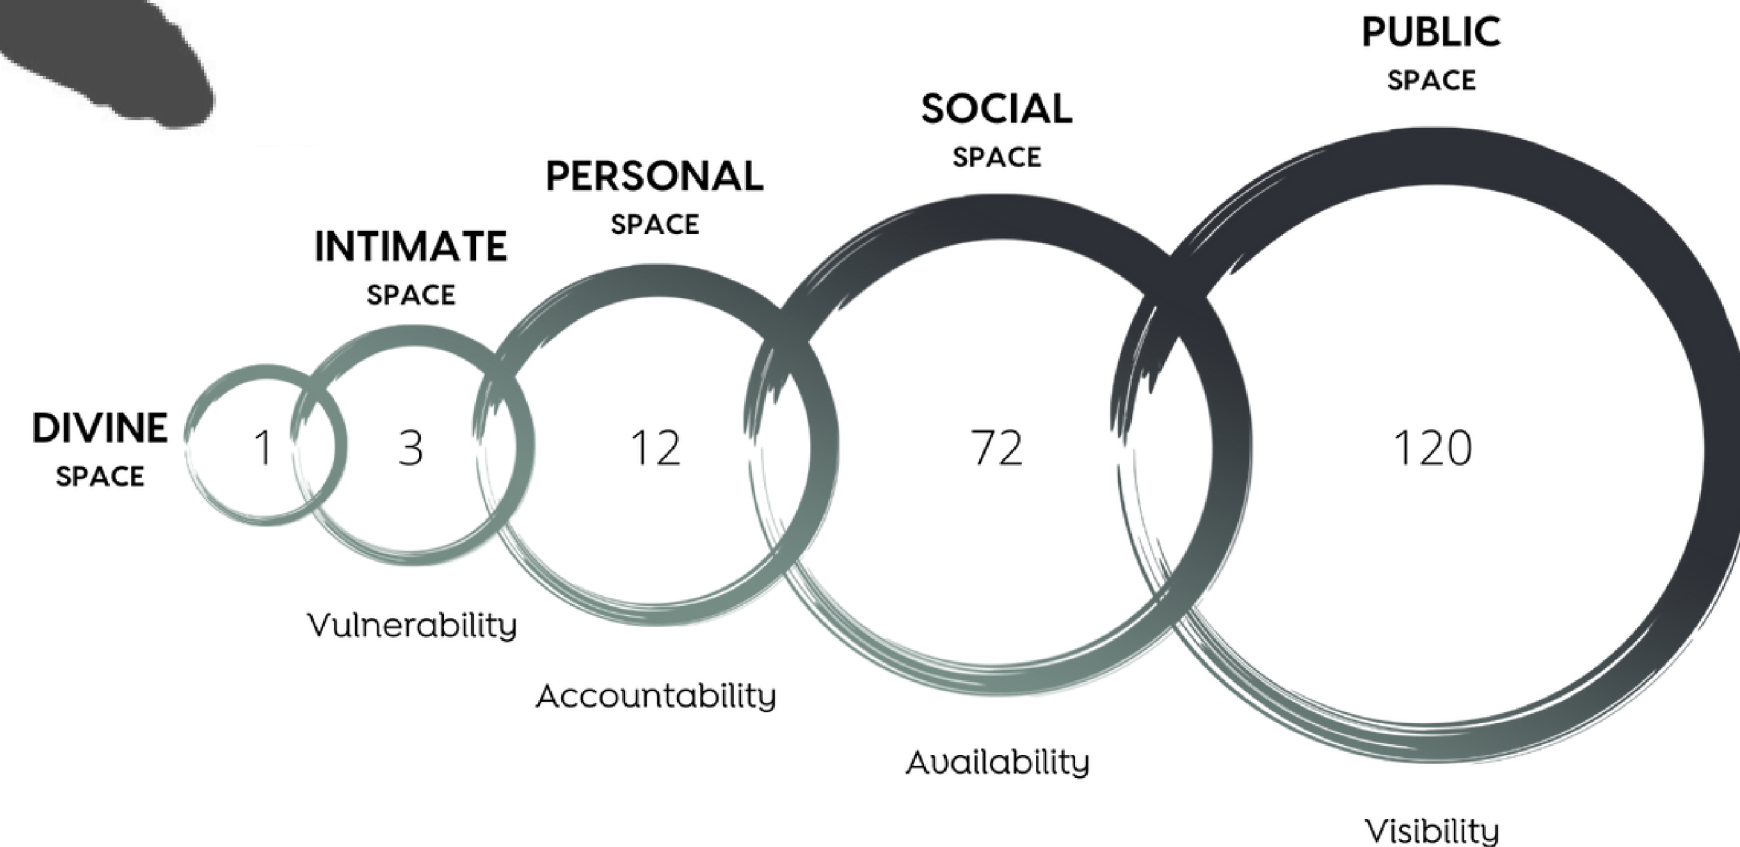 DIVINE
SPACE
1
INTIMATE
SPACE
3
Vulnerability
PERSONAL
SPACE
12
Accountability
SOCIAL
SPACE
72
Availability
PUBLIC
SPACE
120
Visibility